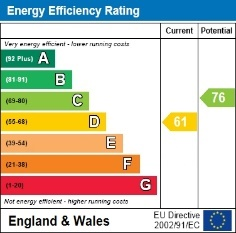 Energy Efficiency Rating
Current Potential
Very energy efficient - lower running costs
(92 Plus) A
(81-91) B
(69-80) C
76
(55-68) D
61
(39-54) E
(21-38) F
(1-20) G
Not energy efficient - higher running costs
England & Wales
EU Directive
2002/91/EC